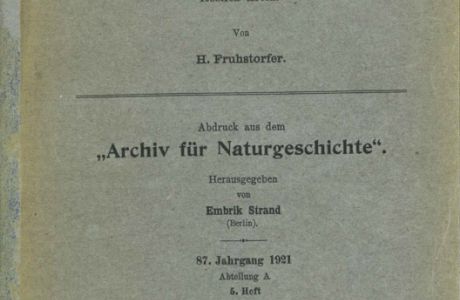 Von
H. Fruhstorfer.
Abdruck aus dem
„Archiv für Naturgeschichte“.
Herausgegeben
von
Embrik Strand
(Berlin).
87. Jahrgang 1921
Abteilung A
5. Heft